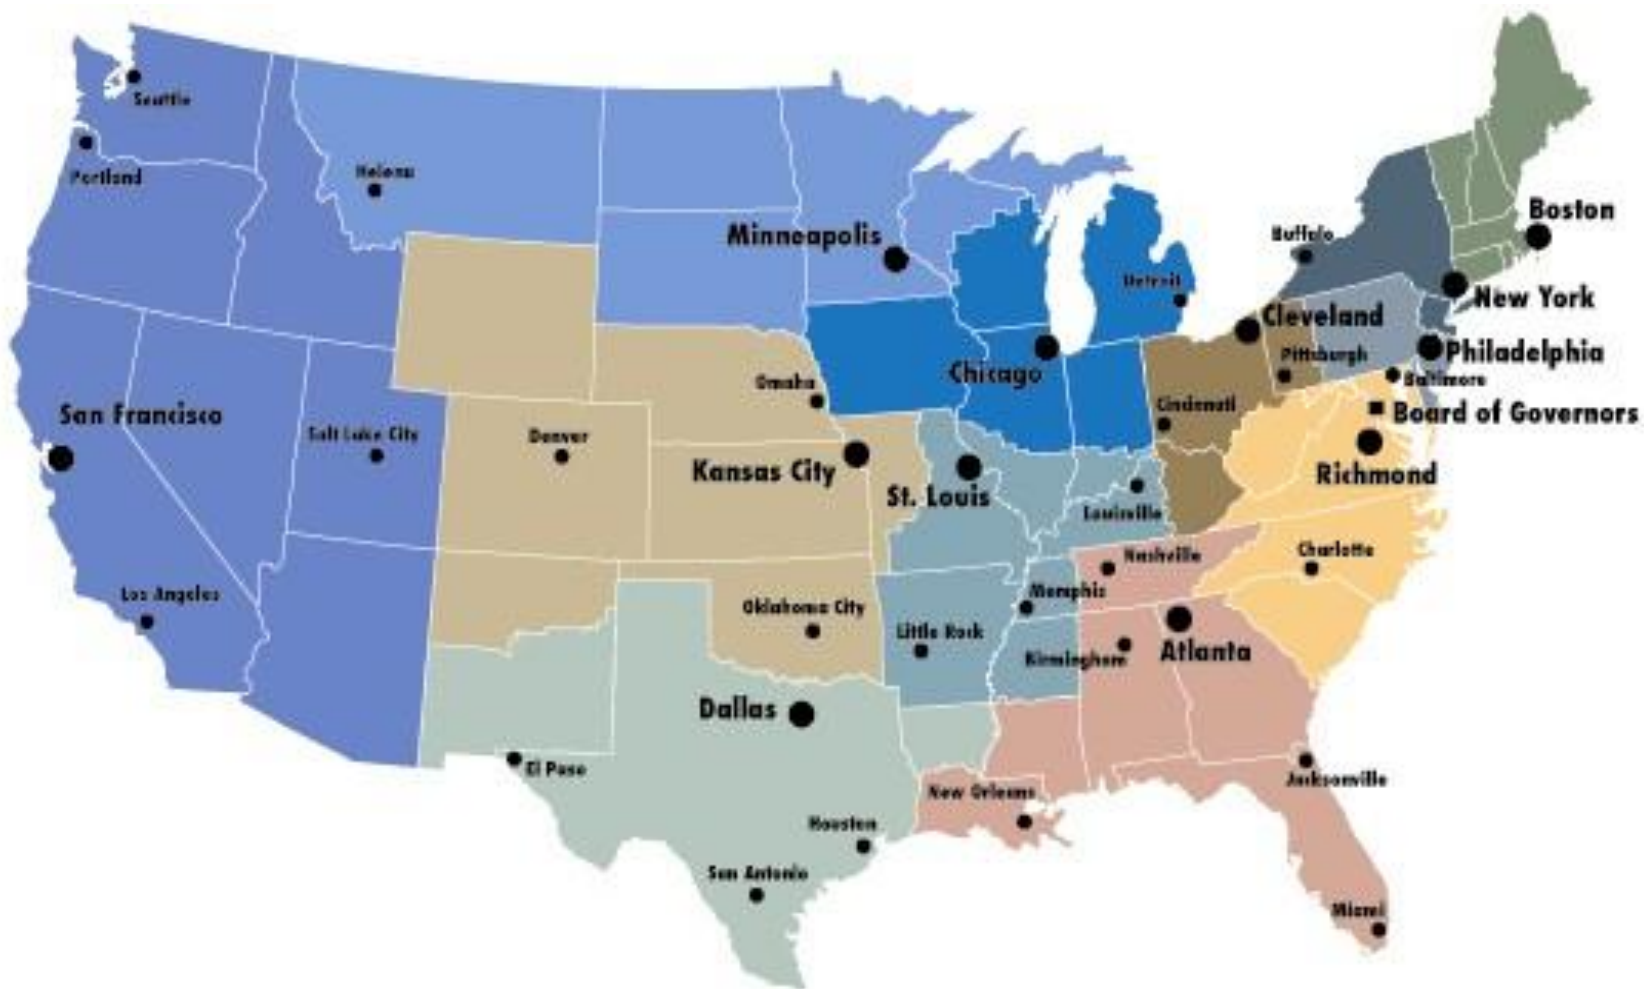 Seattle
Portland
Helena
Minneapolis
Boston
Buffalo
Detroit
New York
Cleveland
Philadelphia
Pittsburgh
Chicago
Baltimore
Omaha
Board of Governors
Cincinnati
San Francisco
Salt Lake City
Denver
Kansas City
Richmond
St. Louis
Louisville
Nashville
Charlotte
Los Angeles
Memphis
Oklahoma City
Little Rock
Birmingham
Atlanta
Dallas
El Paso
Jacksonville
New Orleans
Houston
San Antonio
Miami